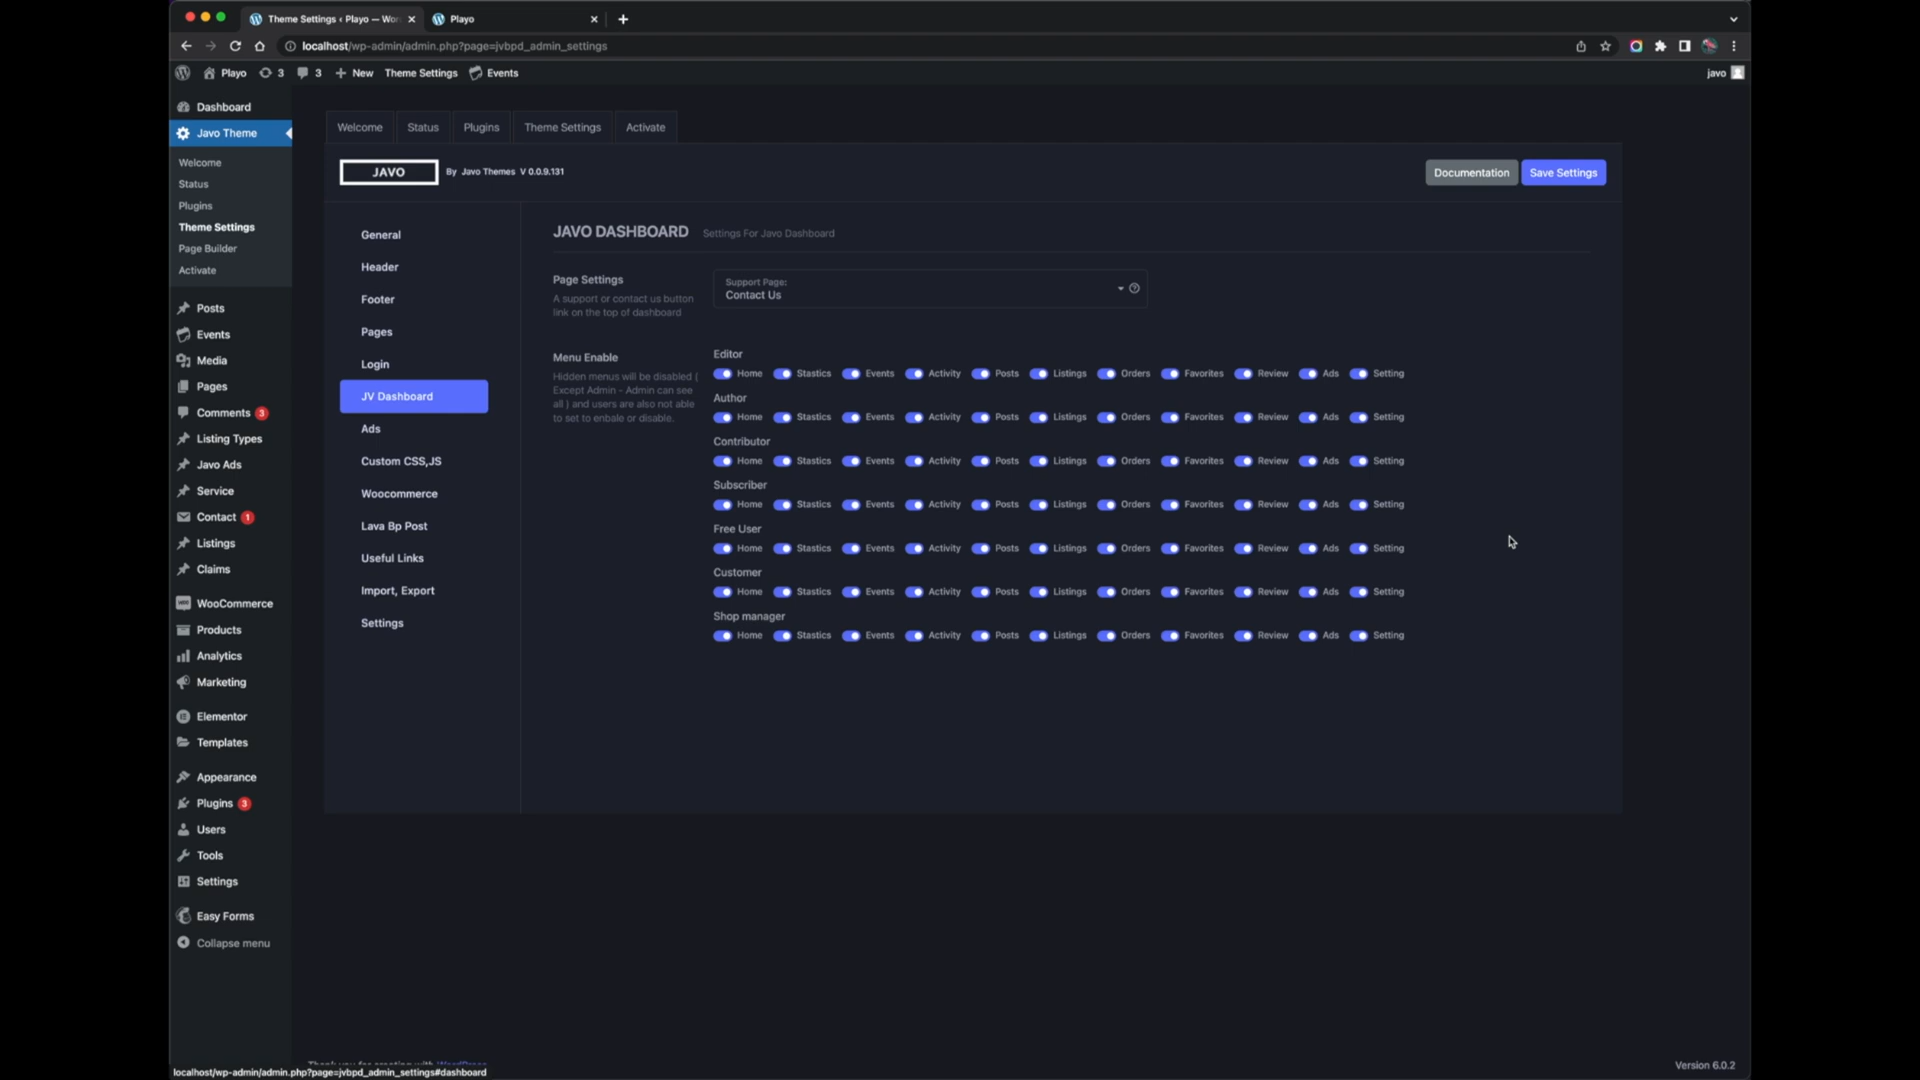 Theme Settings ‹ Playo — Wor
Playo
localhost/wp-admin/admin.php?page=jvbpd_admin_settings
Playo 3 3 New Theme Settings Events
javo
Dashboard
Javo Theme
Welcome
Status
Plugins
Theme Settings
Page Builder
Activate
Posts
Events
Media
Pages
Comments 3
Listing Types
Javo Ads
Service
Contact 1
Listings
Claims
WooCommerce
Products
Analytics
Marketing
Elementor
Templates
Appearance
Plugins 3
Users
Tools
Settings
Easy Forms
Collapse menu
Welcome Status Plugins Theme Settings Activate
JAVO By Javo Themes V 0.0.9.131
Documentation Save Settings
General
Header
Footer
Pages
Login
JV Dashboard
Ads
Custom CSS,JS
Woocommerce
Lava Bp Post
Useful Links
Import, Export
Settings
JAVO DASHBOARD Settings For Javo Dashboard
Page Settings
A support or contact us button
link on the top of dashboard
Support Page:
Contact Us
Menu Enable
Hidden menus will be disabled (
Except Admin - Admin can see
all ) and users are also not able
to set to enbale or disable.
Editor
Home Stastics Events Activity Posts Listings Orders Favorites Review Ads Setting
Author
Home Stastics Events Activity Posts Listings Orders Favorites Review Ads Setting
Contributor
Home Stastics Events Activity Posts Listings Orders Favorites Review Ads Setting
Subscriber
Home Stastics Events Activity Posts Listings Orders Favorites Review Ads Setting
Free User
Home Stastics Events Activity Posts Listings Orders Favorites Review Ads Setting
Customer
Home Stastics Events Activity Posts Listings Orders Favorites Review Ads Setting
Shop manager
Home Stastics Events Activity Posts Listings Orders Favorites Review Ads Setting
Thank you for creating with WordPress
Version 6.0.2
localhost/wp-admin/admin.php?page=jvbpd_admin_settings#dashboard